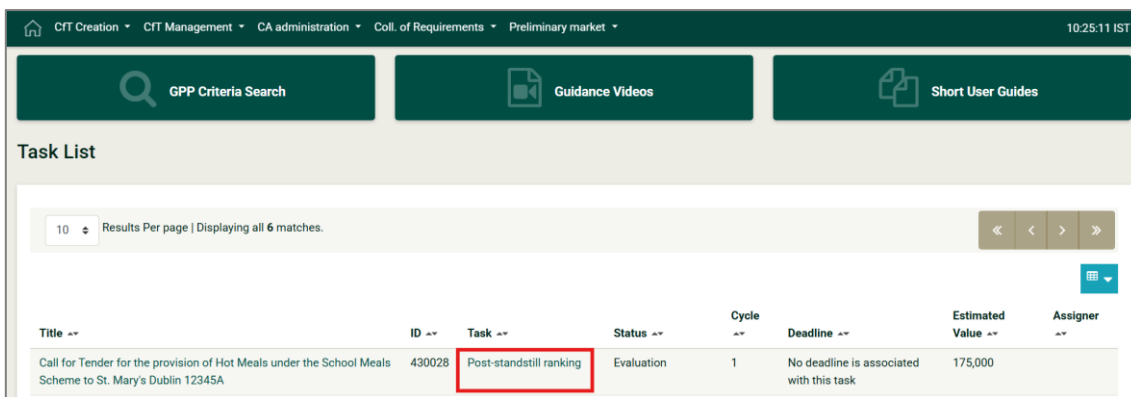 CfT Creation CfT Management CA administration Coll. of Requirements Preliminary market 10:25:11 IST
GPP Criteria Search Guidance Videos Short User Guides
Task List
10 Results Per page | Displaying all 6 matches.
« < > »
Title ID Task Status Cycle Deadline Estimated Value Assigner
Call for Tender for the provision of Hot Meals under the School Meals Scheme to St. Mary's Dublin 12345A 430028 Post-standstill ranking Evaluation 1 No deadline is associated with this task 175,000